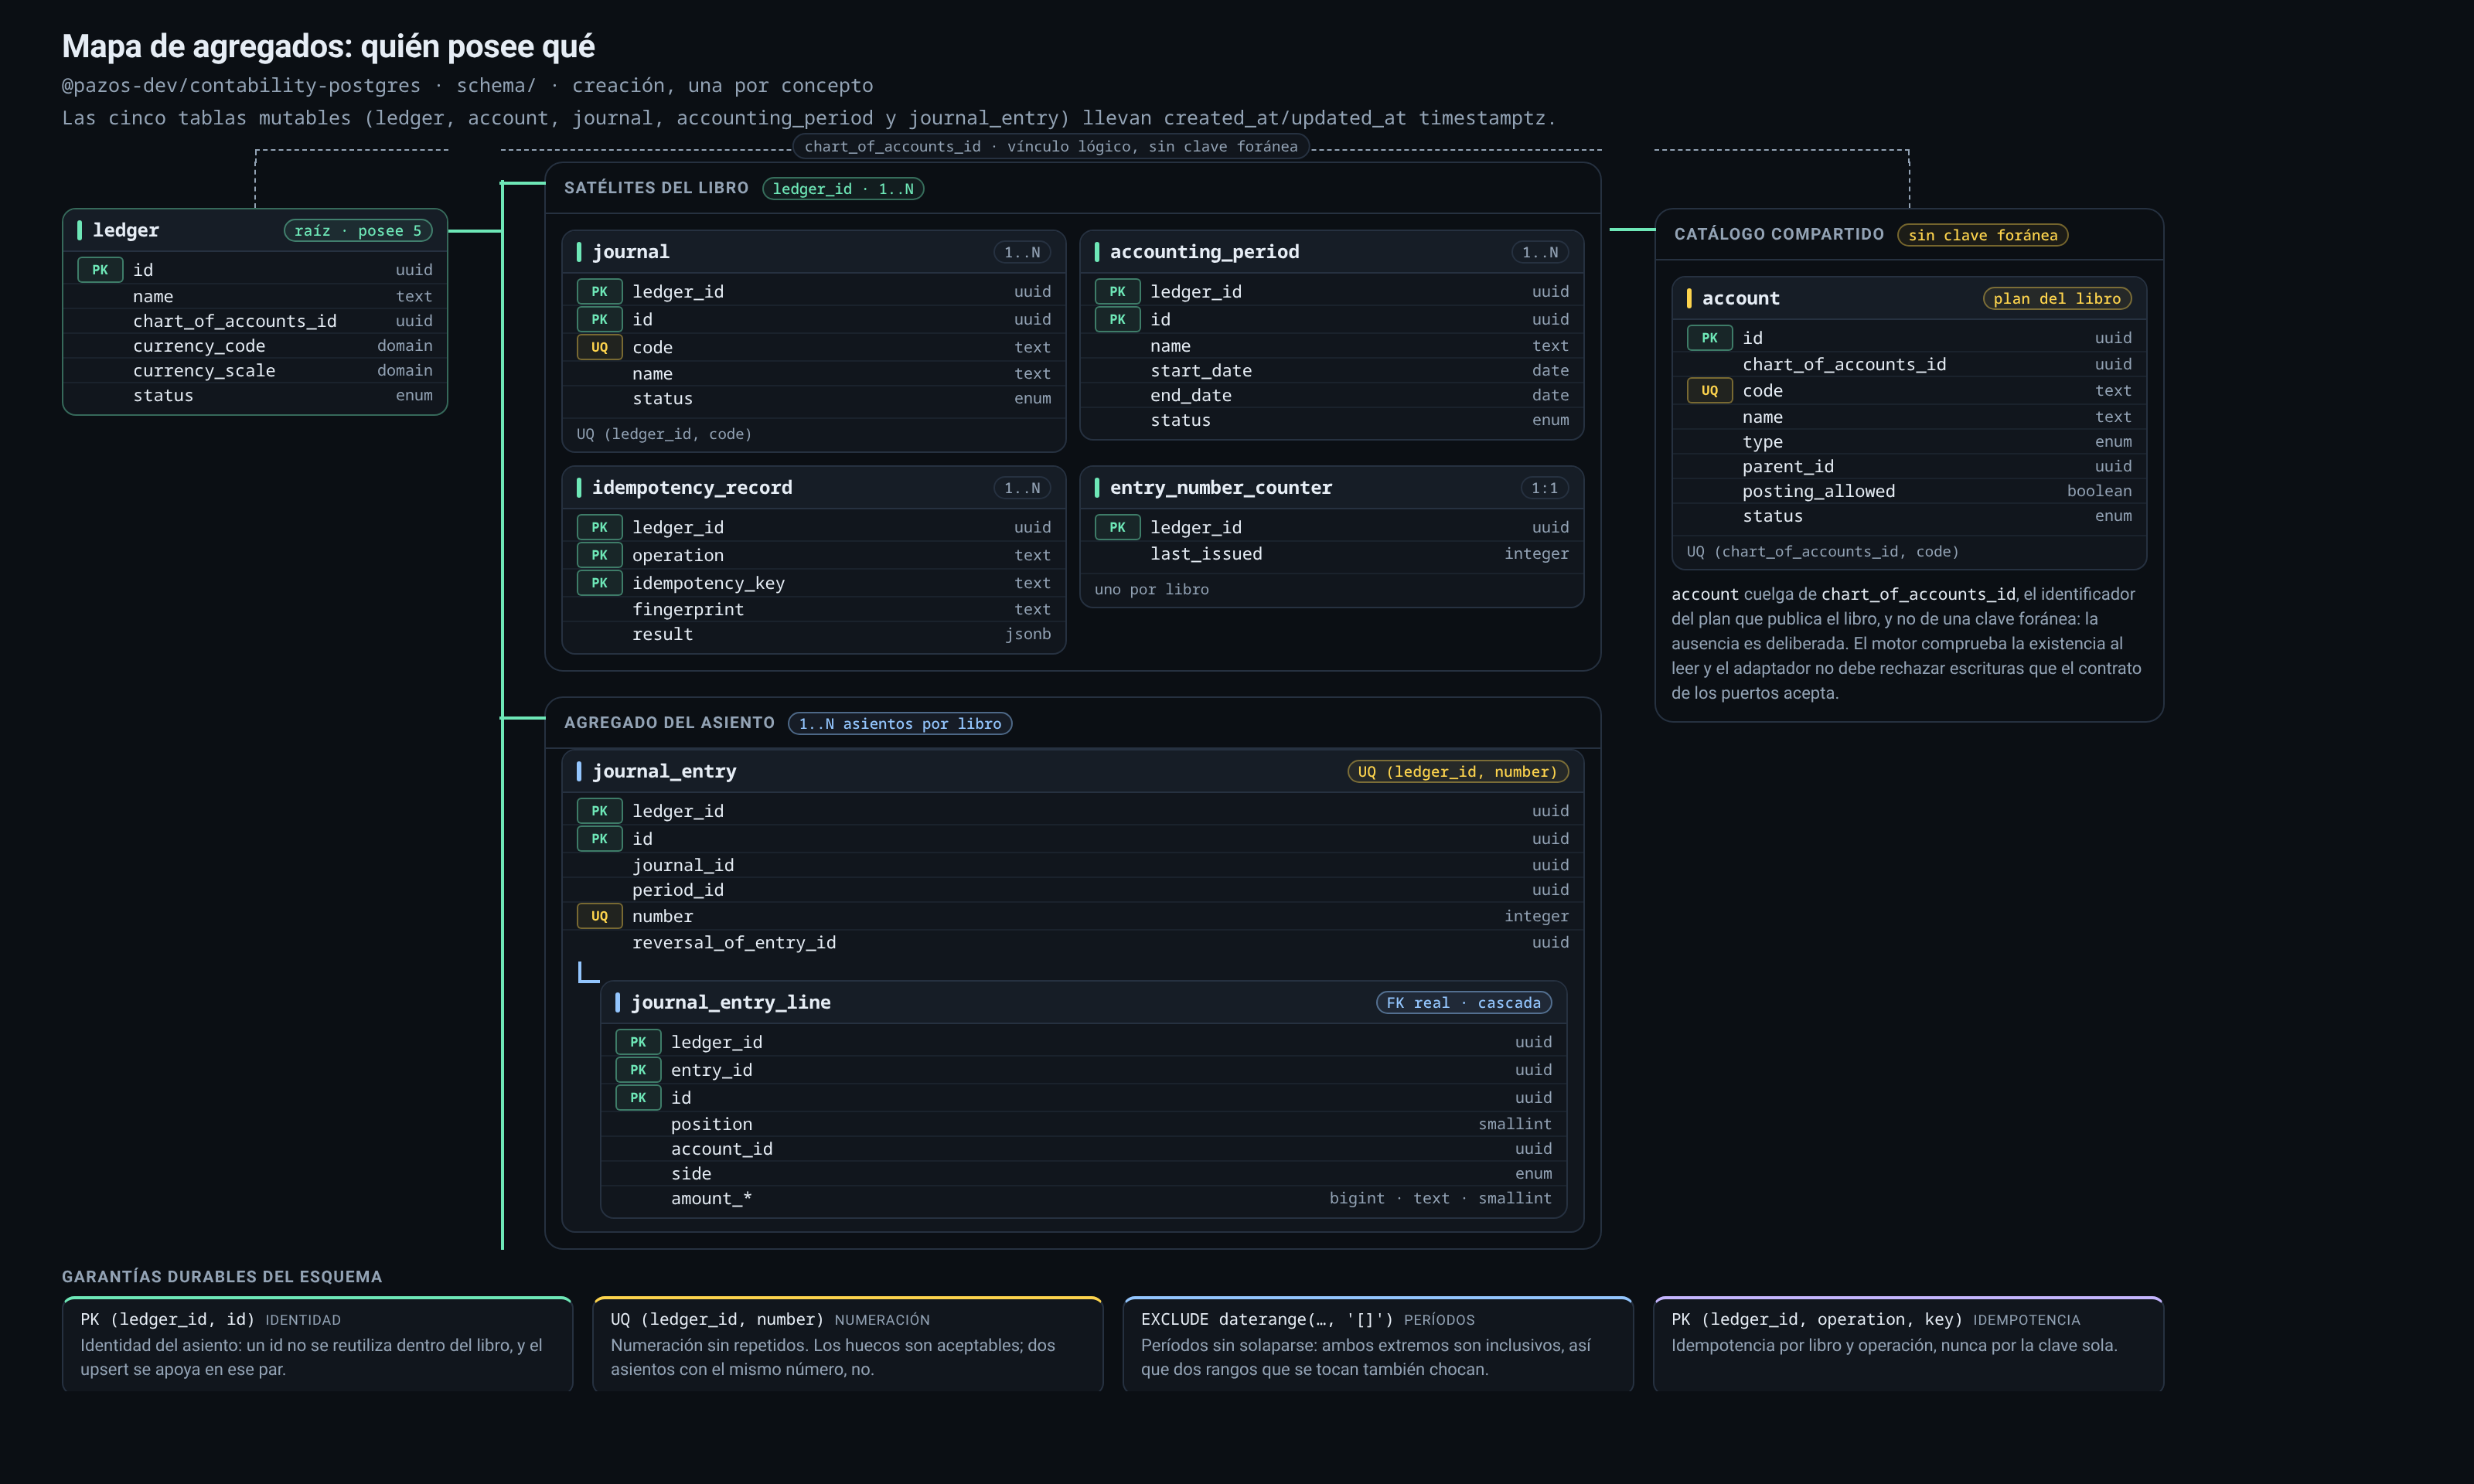 Mapa de agregados: quién posee qué
@pazos-dev/contability-postgres · schema/ · creación, una por concepto
Las cinco tablas mutables (ledger, account, journal, accounting_period y journal_entry) llevan created_at/updated_at timestamptz.
chart_of_accounts_id · vínculo lógico, sin clave foránea
ledger raíz · posee 5
PK id uuid
name text
chart_of_accounts_id uuid
currency_code domain
currency_scale domain
status enum
SATÉLITES DEL LIBRO ledger_id · 1..N
journal 1..N
PK ledger_id uuid
PK id uuid
UQ code text
name text
status enum
UQ (ledger_id, code)
accounting_period 1..N
PK ledger_id uuid
PK id uuid
name text
start_date date
end_date date
status enum
idempotency_record 1..N
PK ledger_id uuid
PK operation text
PK idempotency_key text
fingerprint text
result jsonb
entry_number_counter 1:1
PK ledger_id uuid
last_issued integer
uno por libro
AGREGADO DEL ASIENTO 1..N asientos por libro
journal_entry UQ (ledger_id, number)
PK ledger_id uuid
PK id uuid
journal_id uuid
period_id uuid
UQ number integer
reversal_of_entry_id uuid
journal_entry_line FK real · cascada
PK ledger_id uuid
PK entry_id uuid
PK id uuid
position smallint
account_id uuid
side enum
amount_* bigint · text · smallint
CATÁLOGO COMPARTIDO sin clave foránea
account plan del libro
PK id uuid
chart_of_accounts_id uuid
UQ code text
name text
type enum
parent_id uuid
posting_allowed boolean
status enum
UQ (chart_of_accounts_id, code)
account cuelga de chart_of_accounts_id, el identificador
del plan que publica el libro, y no de una clave foránea: la
ausencia es deliberada. El motor comprueba la existencia al
leer y el adaptador no debe rechazar escrituras que el contrato
de los puertos acepta.
GARANTÍAS DURABLES DEL ESQUEMA
PK (ledger_id, id) IDENTIDAD
Identidad del asiento: un id no se reutiliza dentro del libro, y el
upsert se apoya en ese par.
UQ (ledger_id, number) NUMERACIÓN
Numeración sin repetidos. Los huecos son aceptables; dos
asientos con el mismo número, no.
EXCLUDE daterange(…, '[]') PERÍODOS
Períodos sin solaparse: ambos extremos son inclusivos, así
que dos rangos que se tocan también chocan.
PK (ledger_id, operation, key) IDEMPOTENCIA
Idempotencia por libro y operación, nunca por la clave sola.